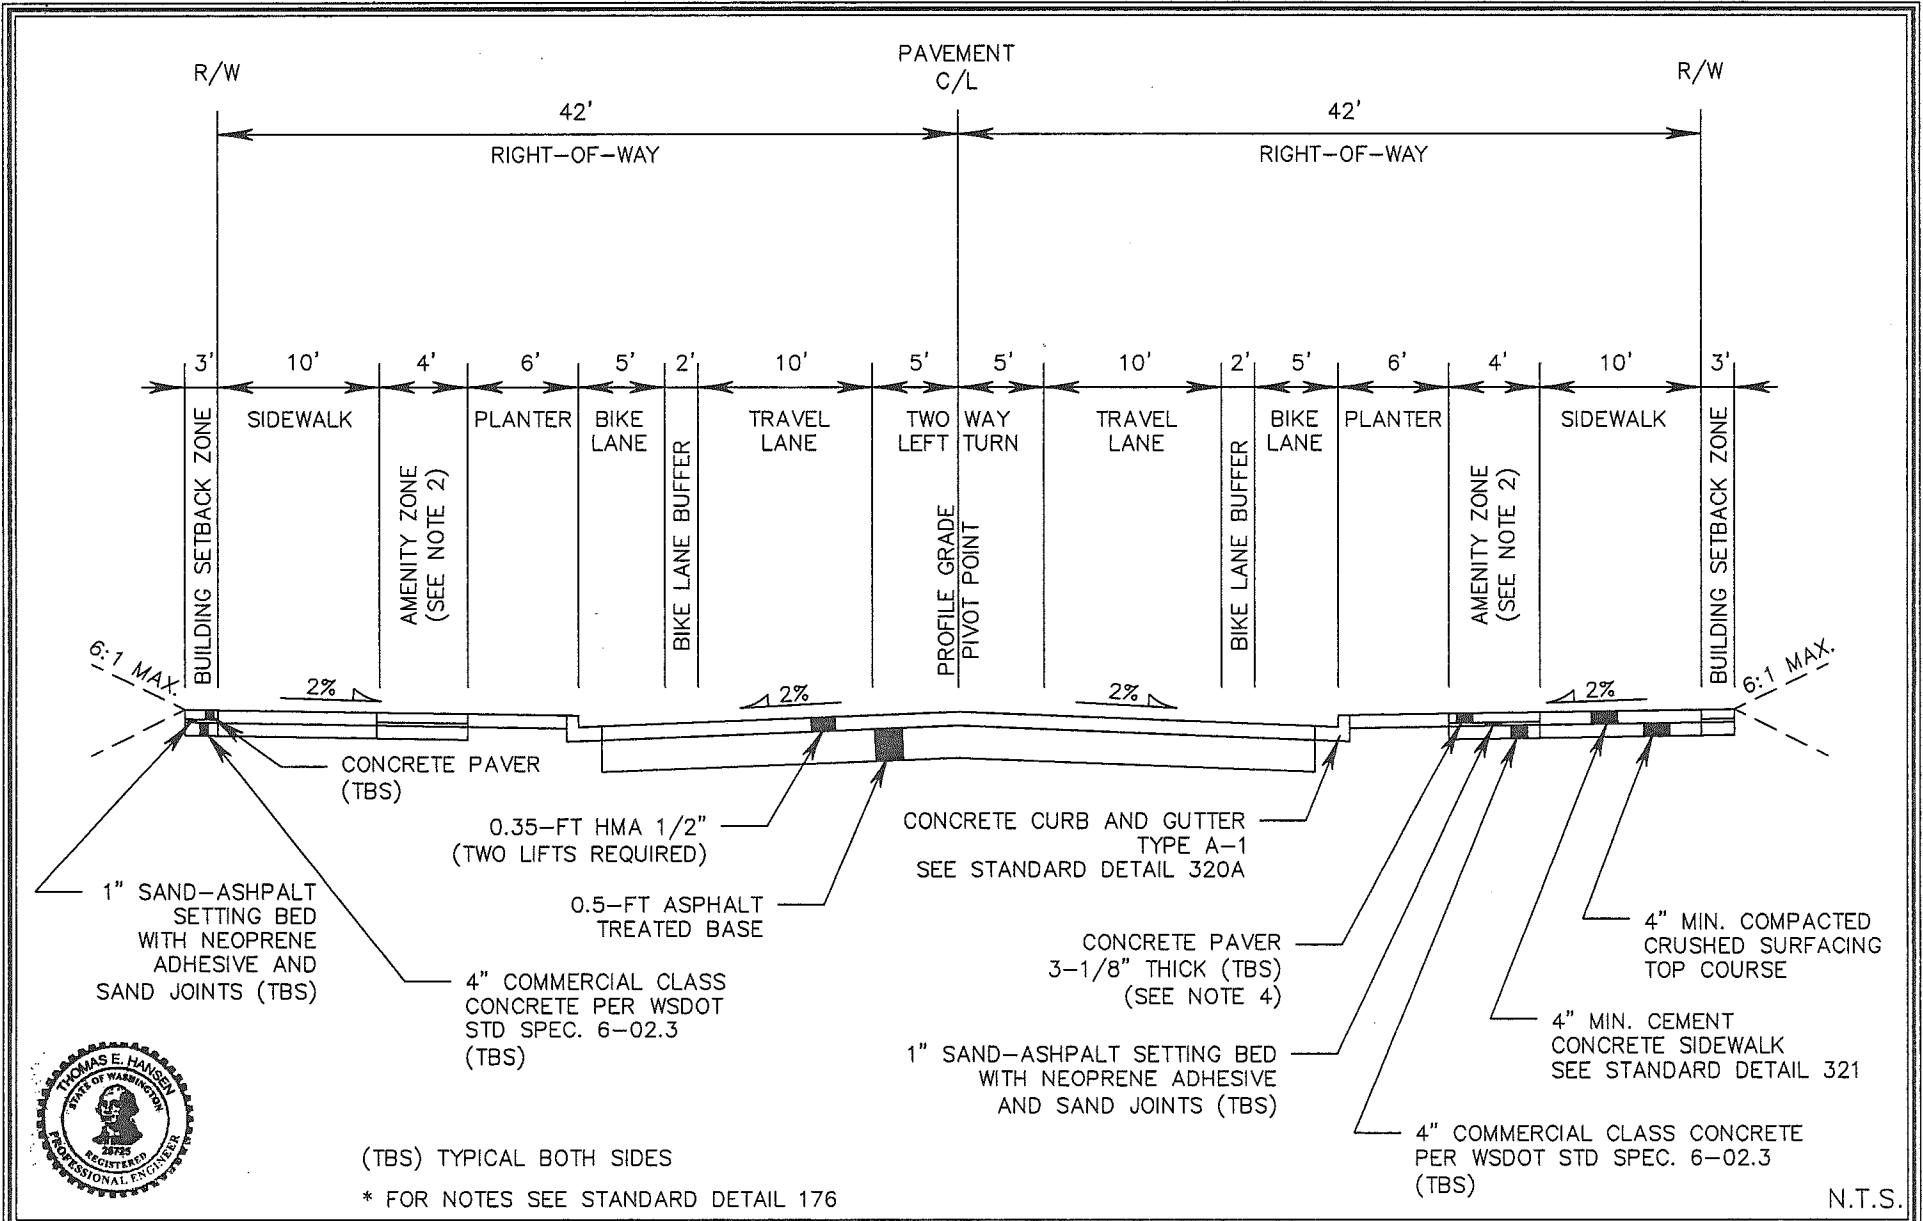 PAVEMENT
C/L
R/W
R/W
42'
42'
RIGHT-OF-WAY
RIGHT-OF-WAY
3' 10' 4' 6' 5' 2' 10' 5' 5' 10' 2' 5' 6' 4' 10' 3'
BUILDING SETBACK ZONE
SIDEWALK
AMENITY ZONE
(SEE NOTE 2)
PLANTER
BIKE
LANE
BIKE LANE BUFFER
TRAVEL
LANE
TWO WAY
LEFT TURN
PROFILE GRADE
PIVOT POINT
TRAVEL
LANE
BIKE LANE BUFFER
BIKE
LANE
PLANTER
AMENITY ZONE
(SEE NOTE 2)
SIDEWALK
BUILDING SETBACK ZONE
6:1 MAX.
2%
2%
2%
2%
6:1 MAX.
CONCRETE PAVER
(TBS)
0.35-FT HMA 1/2"
(TWO LIFTS REQUIRED)
CONCRETE CURB AND GUTTER
TYPE A-1
SEE STANDARD DETAIL 320A
1" SAND-ASHPALT
SETTING BED
WITH NEOPRENE
ADHESIVE AND
SAND JOINTS (TBS)
0.5-FT ASPHALT
TREATED BASE
4" COMMERCIAL CLASS
CONCRETE PER WSDOT
STD SPEC. 6-02.3
(TBS)
CONCRETE PAVER
3-1/8" THICK (TBS)
(SEE NOTE 4)
4" MIN. COMPACTED
CRUSHED SURFACING
TOP COURSE
1" SAND-ASHPALT SETTING BED
WITH NEOPRENE ADHESIVE
AND SAND JOINTS (TBS)
4" MIN. CEMENT
CONCRETE SIDEWALK
SEE STANDARD DETAIL 321
4" COMMERCIAL CLASS CONCRETE
PER WSDOT STD SPEC. 6-02.3
(TBS)
THOMAS E. HANSEN
STATE OF WASHINGTON
28725
REGISTERED
PROFESSIONAL ENGINEER
(TBS) TYPICAL BOTH SIDES
* FOR NOTES SEE STANDARD DETAIL 176
N.T.S.